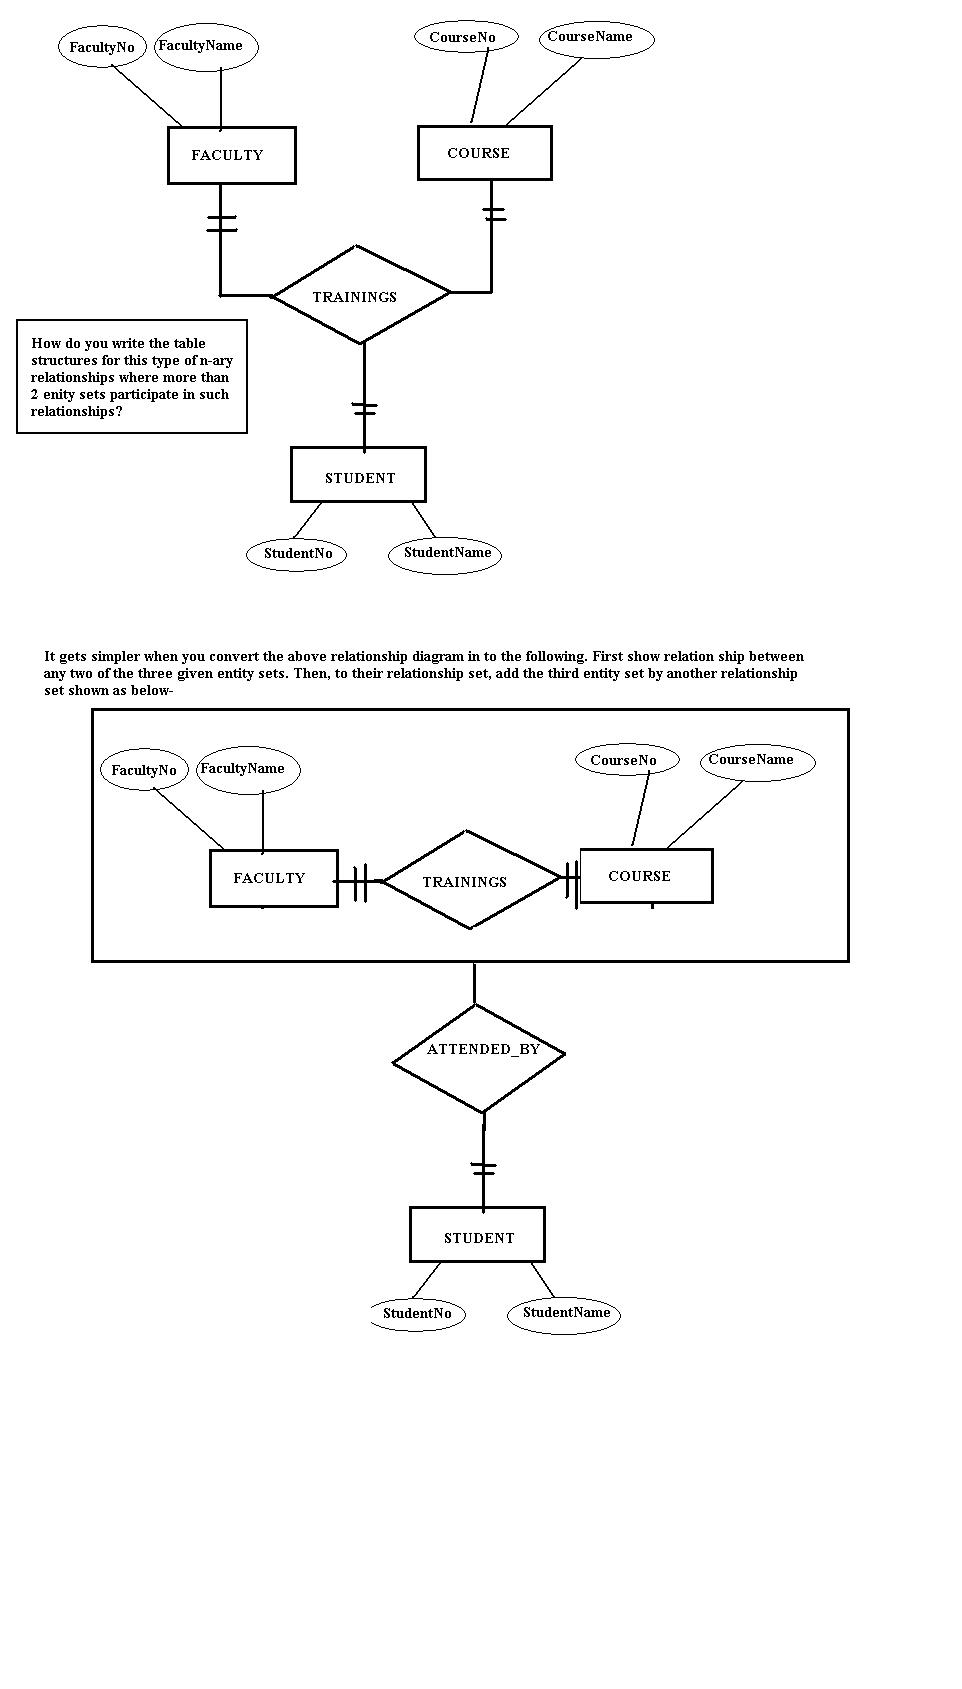 FacultyNo
FacultyName
CourseNo
CourseName
FACULTY
COURSE
TRAININGS
How do you write the table
structures for this type of n-ary
relationships where more than
2 enity sets participate in such
relationships?
STUDENT
StudentNo
StudentName
It gets simpler when you convert the above relationship diagram in to the following. First show relation ship between
any two of the three given entity sets. Then, to their relationship set, add the third entity set by another relationship
set shown as below-
FacultyNo
FacultyName
CourseNo
CourseName
FACULTY
TRAININGS
COURSE
ATTENDED_BY
STUDENT
StudentNo
StudentName